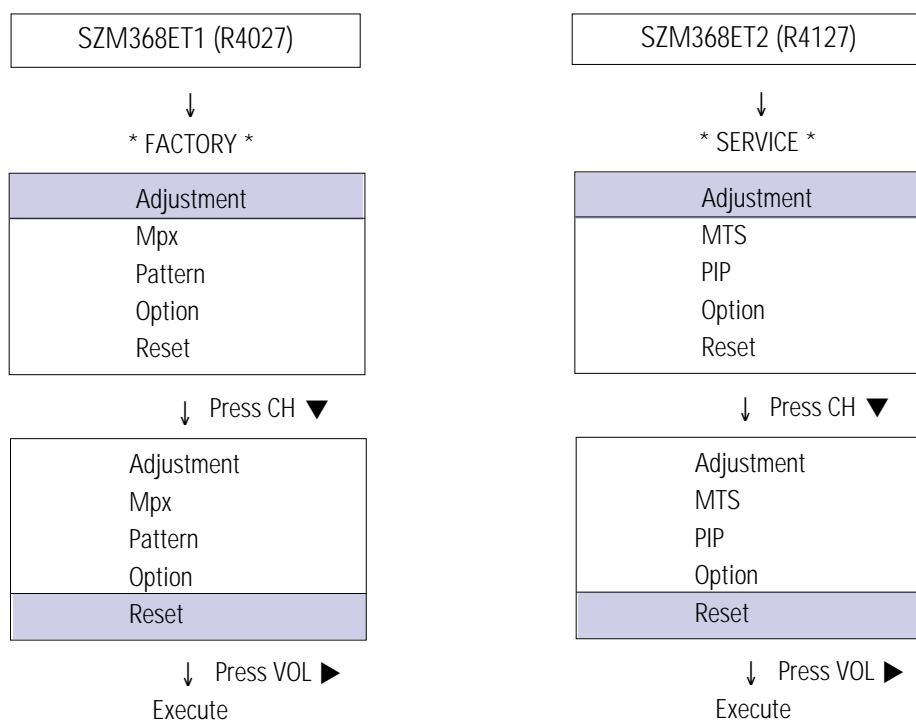 SZM368ET1 (R4027)
↓
* FACTORY *
Adjustment
Mpx
Pattern
Option
Reset
↓ Press CH ▼
Adjustment
Mpx
Pattern
Option
Reset
↓ Press VOL ▶
Execute
SZM368ET2 (R4127)
↓
* SERVICE *
Adjustment
MTS
PIP
Option
Reset
↓ Press CH ▼
Adjustment
MTS
PIP
Option
Reset
↓ Press VOL ▶
Execute